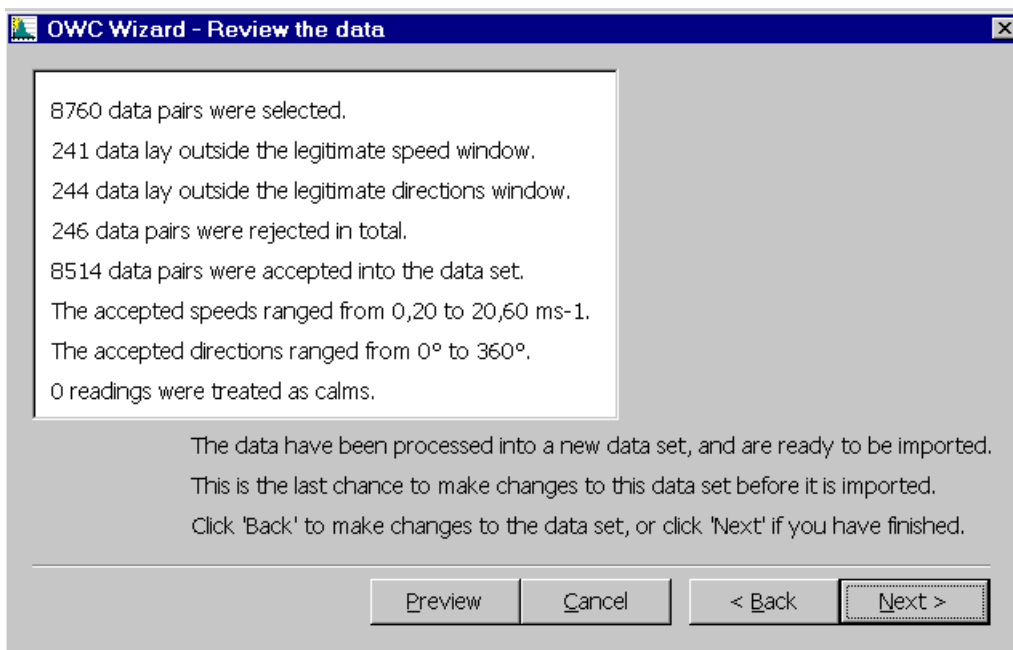 OWC Wizard - Review the data
8760 data pairs were selected.
241 data lay outside the legitimate speed window.
244 data lay outside the legitimate directions window.
246 data pairs were rejected in total.
8514 data pairs were accepted into the data set.
The accepted speeds ranged from 0,20 to 20,60 ms-1.
The accepted directions ranged from 0° to 360°.
0 readings were treated as calms.
The data have been processed into a new data set, and are ready to be imported.
This is the last chance to make changes to this data set before it is imported.
Click 'Back' to make changes to the data set, or click 'Next' if you have finished.
Preview Cancel < Back Next >